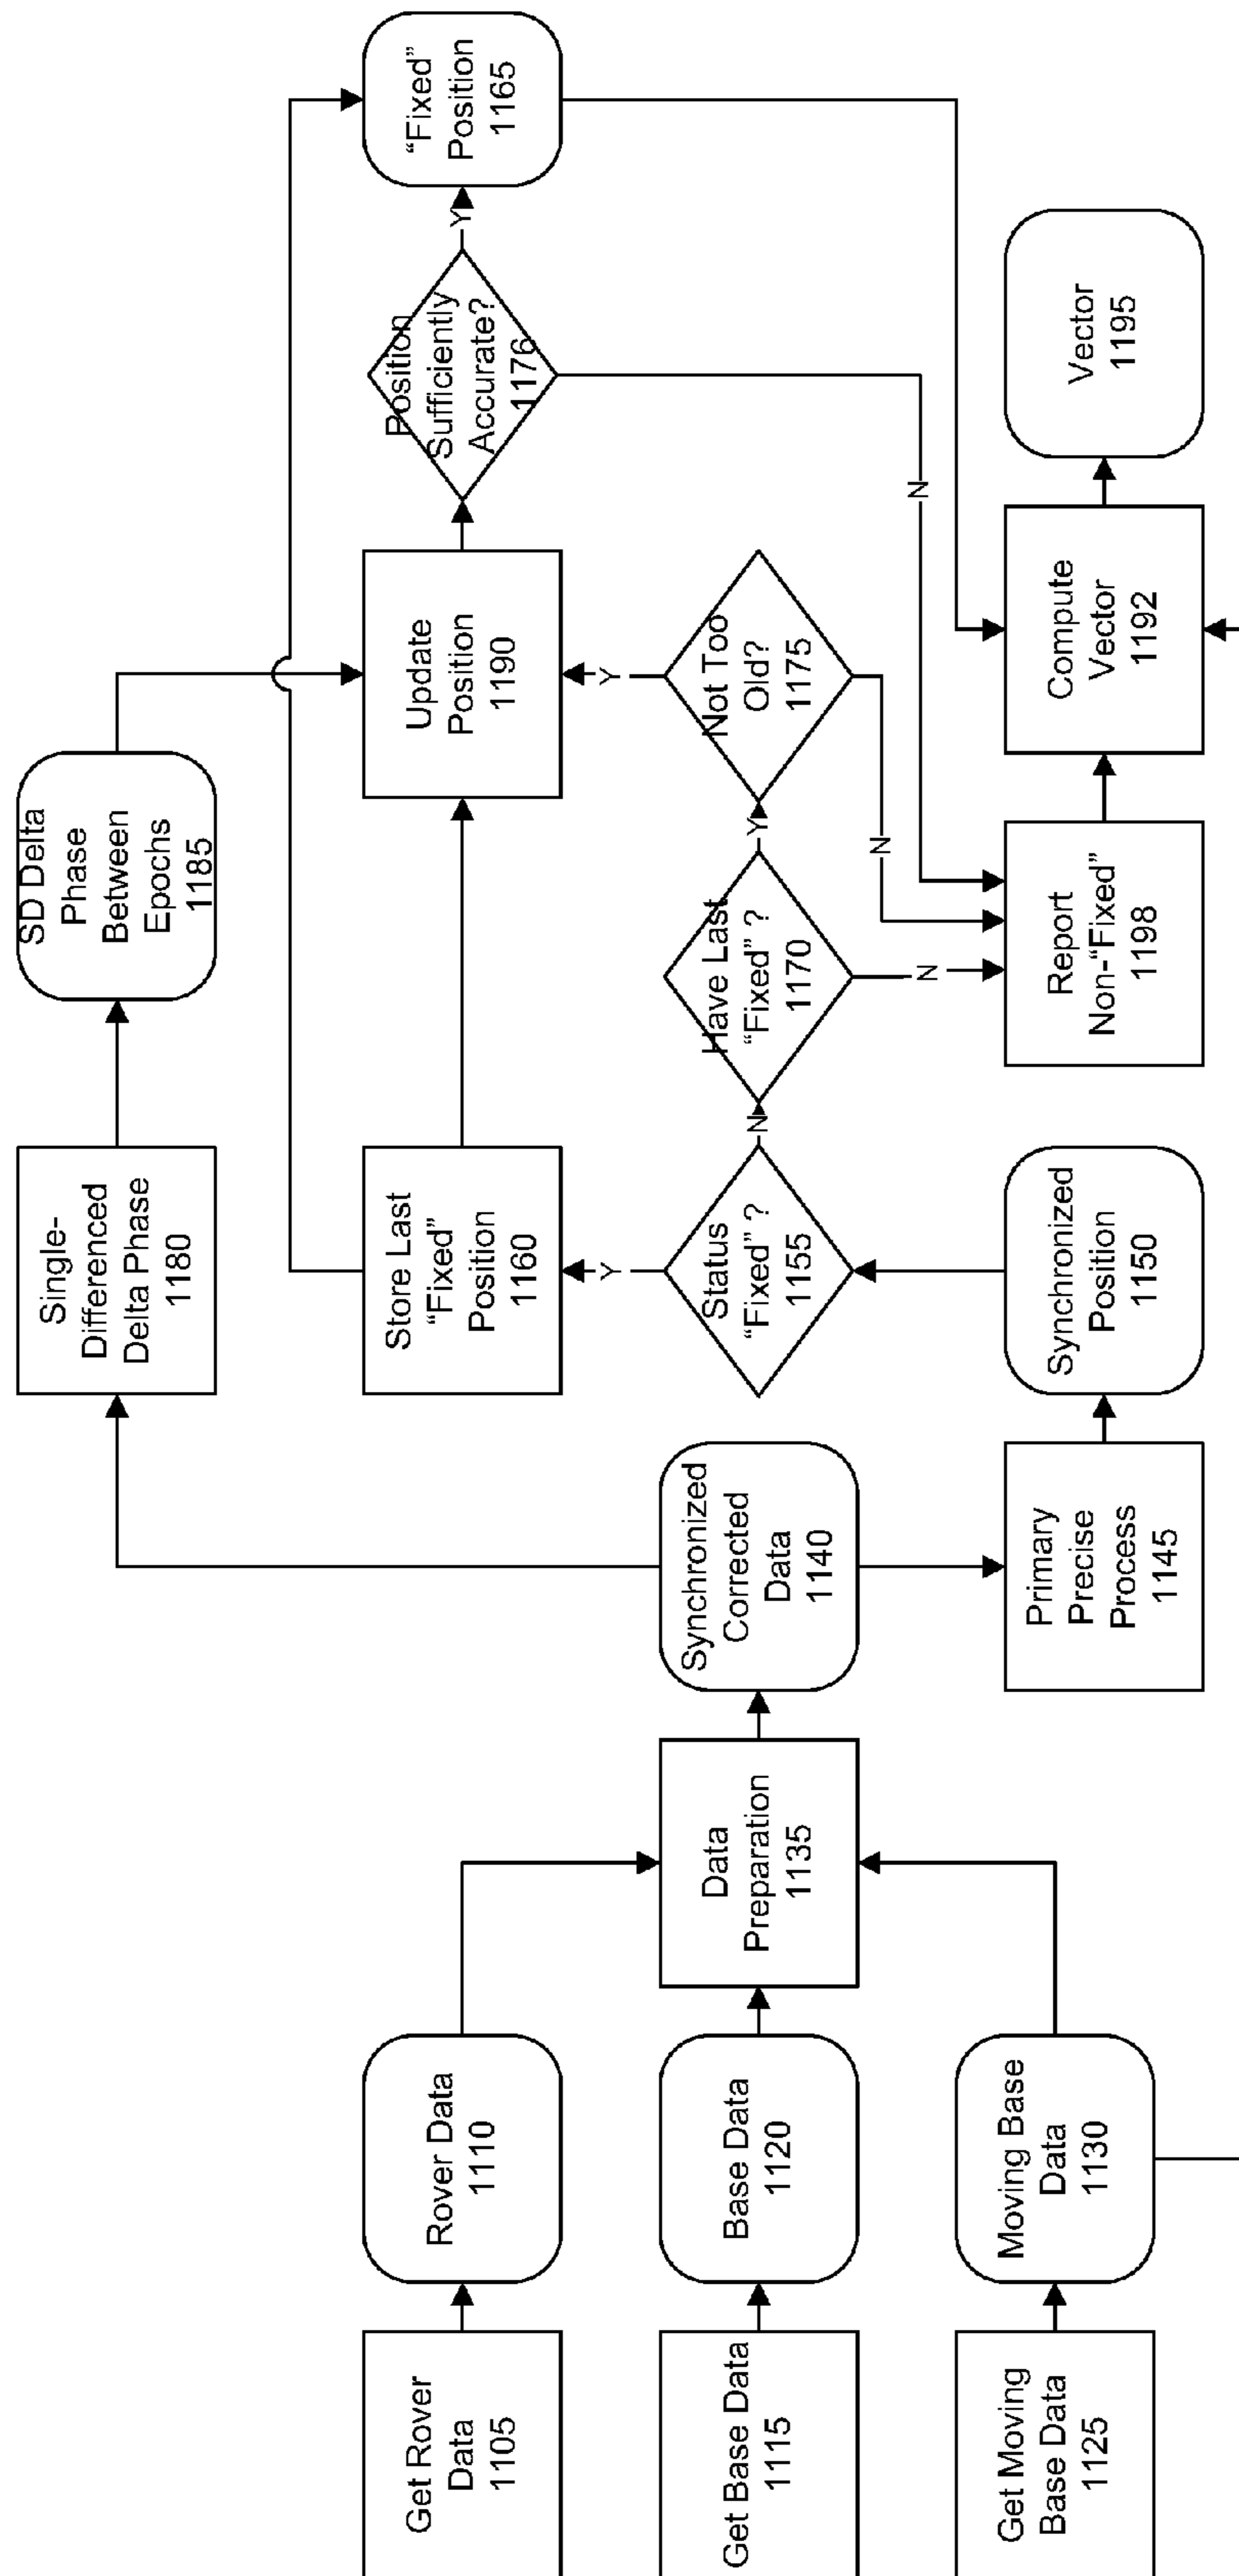 Get Rover
Data
1105
Rover Data
1110
Get Base Data
1115
Base Data
1120
Get Moving
Base Data
1125
Moving Base
Data
1130
Data
Preparation
1135
Synchronized
Corrected
Data
1140
Primary
Precise
Process
1145
Synchronized
Position
1150
Status
“Fixed” ?
1155
Y
N
Store Last
“Fixed”
Position
1160
Single-
Differenced
Delta Phase
1180
SD Delta
Phase
Between
Epochs
1185
Have Last
“Fixed” ?
1170
Y
N
Not Too
Old?
1175
Y
N
Update
Position
1190
Position
Sufficiently
Accurate?
1176
Y
N
“Fixed”
Position
1165
Report
Non-“Fixed”
1198
Compute
Vector
1192
Vector
1195